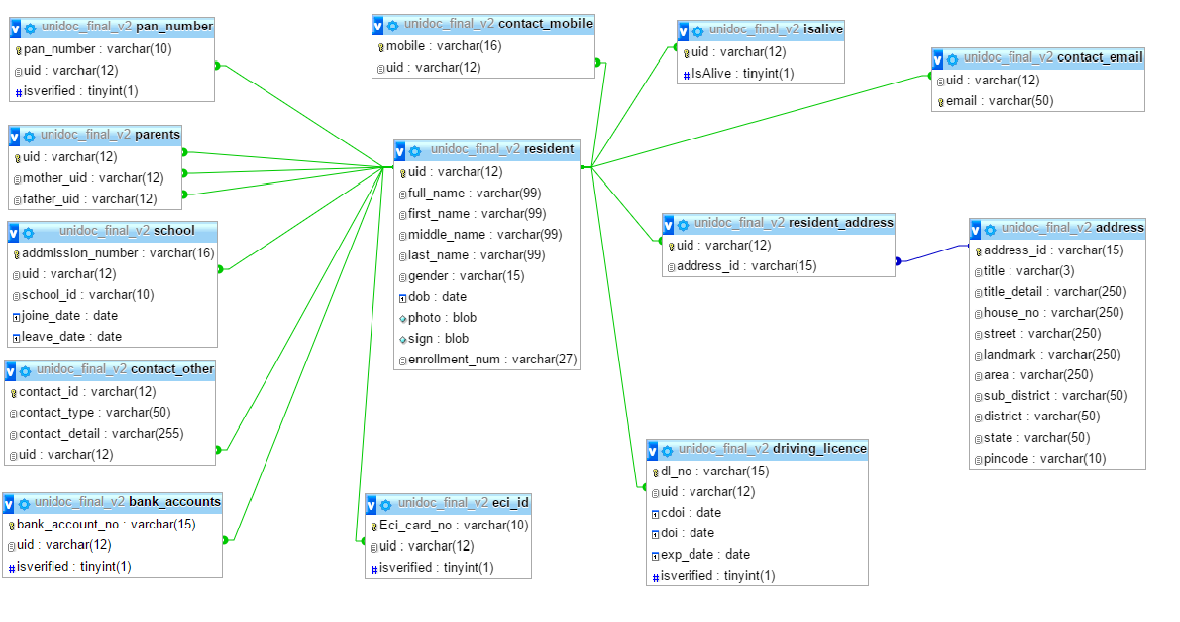 unidoc_final_v2 pan_number
pan_number : varchar(10)
uid : varchar(12)
isverified : tinyint(1)
unidoc_final_v2 contact_mobile
mobile : varchar(16)
uid : varchar(12)
unidoc_final_v2 isalive
uid : varchar(12)
IsAlive : tinyint(1)
unidoc_final_v2 contact_email
uid : varchar(12)
email : varchar(50)
unidoc_final_v2 parents
uid : varchar(12)
mother_uid : varchar(12)
father_uid : varchar(12)
unidoc_final_v2 resident
uid : varchar(12)
full_name : varchar(99)
first_name : varchar(99)
middle_name : varchar(99)
last_name : varchar(99)
gender : varchar(15)
dob : date
photo : blob
sign : blob
enrollment_num : varchar(27)
unidoc_final_v2 school
addmission_number : varchar(16)
uid : varchar(12)
school_id : varchar(10)
joine_date : date
leave_date : date
unidoc_final_v2 resident_address
uid : varchar(12)
address_id : varchar(15)
unidoc_final_v2 address
address_id : varchar(15)
title : varchar(3)
title_detail : varchar(250)
house_no : varchar(250)
street : varchar(250)
landmark : varchar(250)
area : varchar(250)
sub_district : varchar(50)
district : varchar(50)
state : varchar(50)
pincode : varchar(10)
unidoc_final_v2 contact_other
contact_id : varchar(12)
contact_type : varchar(50)
contact_detail : varchar(255)
uid : varchar(12)
unidoc_final_v2 bank_accounts
bank_account_no : varchar(15)
uid : varchar(12)
isverified : tinyint(1)
unidoc_final_v2 eci_id
Eci_card_no : varchar(10)
uid : varchar(12)
isverified : tinyint(1)
unidoc_final_v2 driving_licence
dl_no : varchar(15)
uid : varchar(12)
cdoi : date
doi : date
exp_date : date
isverified : tinyint(1)